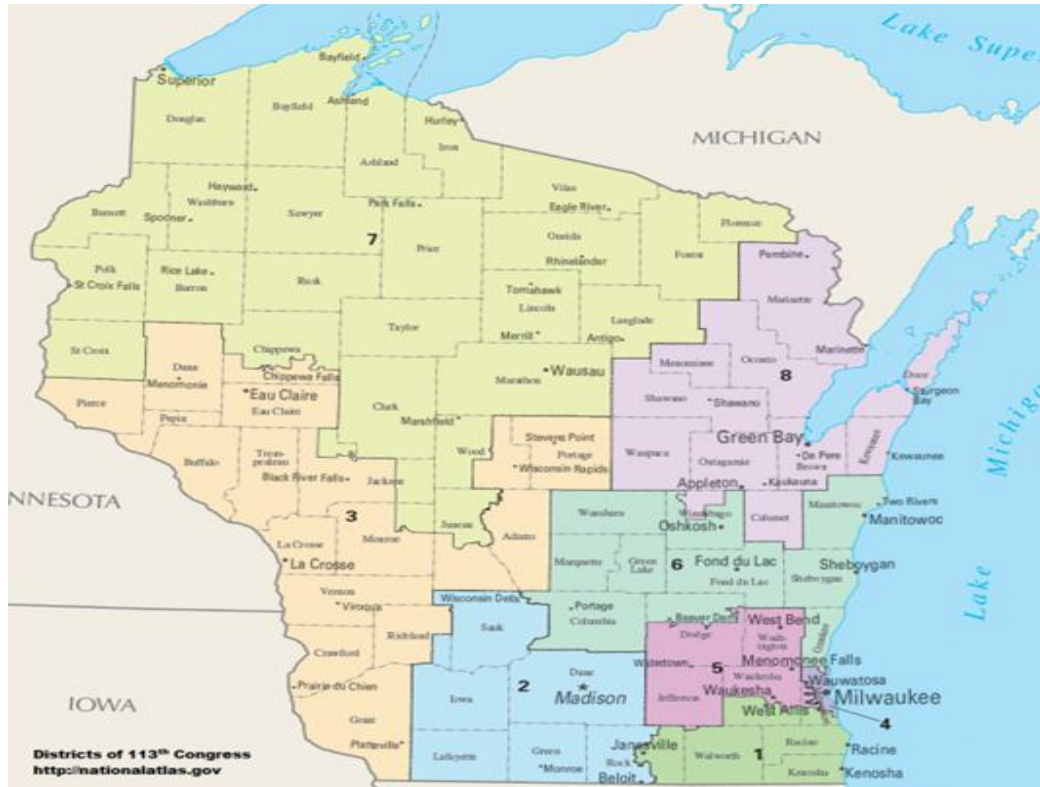 Lake Superior
MICHIGAN
Bayfield
Superior
Bayfield
Ashland
Douglas
Hurley
Iron
Ashland
Vilas
Hayward
Washburn
Burnett
Spooner
Sawyer
Park Falls
Eagle River
Florence
7
Price
Oneida
Forest
Pembine
Polk
Rice Lake
Rusk
Rhinelander
St Croix Falls
Barron
Tomahawk
Marinette
Lincoln
Langlade
Taylor
Merrill
Antigo
St Croix
Chippewa
Marinette
Dunn
Menominee
Oconto
Chippewa Falls
Wausau
8
Door
Menomonie
Marathon
Sturgeon
Bay
Eau Claire
Shawano
Shawano
Pierce
Eau Claire
Clark
Marshfield
Pepin
Stevens Point
Green Bay
Michigan
Buffalo
Trem-
pealeau
Wood
Portage
Waupaca
Outagamie
De Pere
Brown
Kewaunee
Kewaunee
Wisconsin Rapids
Black River Falls
Jackson
Appleton
Kaukauna
NNESOTA
3
Juneau
Adams
Waushara
Winnebago
Calumet
Manitowoc
Two Rivers
Oshkosh
Manitowoc
La Crosse
Monroe
La Crosse
Marquette
Green
Lake
6
Fond du Lac
Fond du Lac
Sheboygan
Sheboygan
Vernon
Wisconsin Dells
Lake
Viroqua
Portage
Columbia
Beaver Dam
West Bend
Richland
Sauk
Dodge
Wash-
ington
Ozaukee
Crawford
Watertown
5
Menomonee Falls
Dane
Waukesha
Wauwatosa
Prairie du Chien
Iowa
2
Madison
Jefferson
Waukesha
Milwaukee
IOWA
Grant
West Allis
4
Platteville
Lafayette
Green
Janesville
Rock
Walworth
1
Racine
Racine
Monroe
Beloit
Kenosha
Kenosha
Districts of 113th Congress
http://nationalatlas.gov